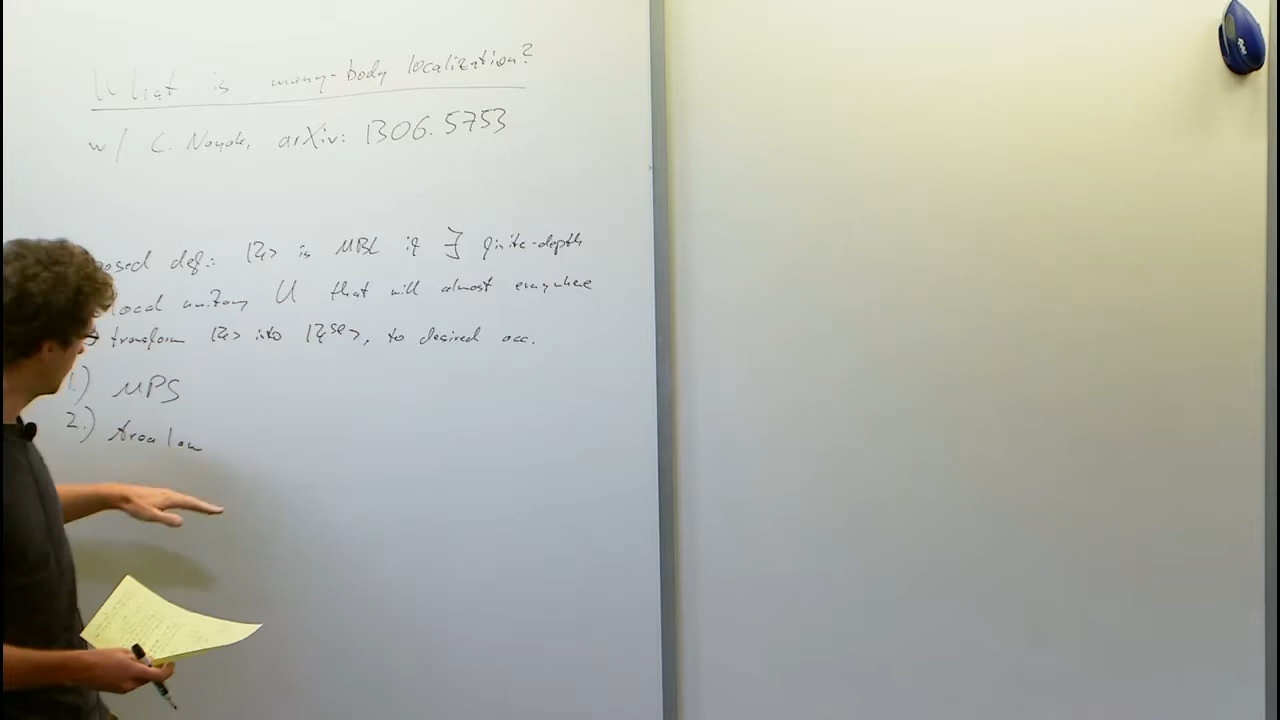 What is many-body localization?
w/ C. Nayak, arXiv: 1306.5753
posed def.: |ψ> is MBL if ∃ finite-depth
local unitary U that will almost everywhere
transform |ψ> into |ψ^SD>, to desired acc.
1.) MPS
2.) Area law